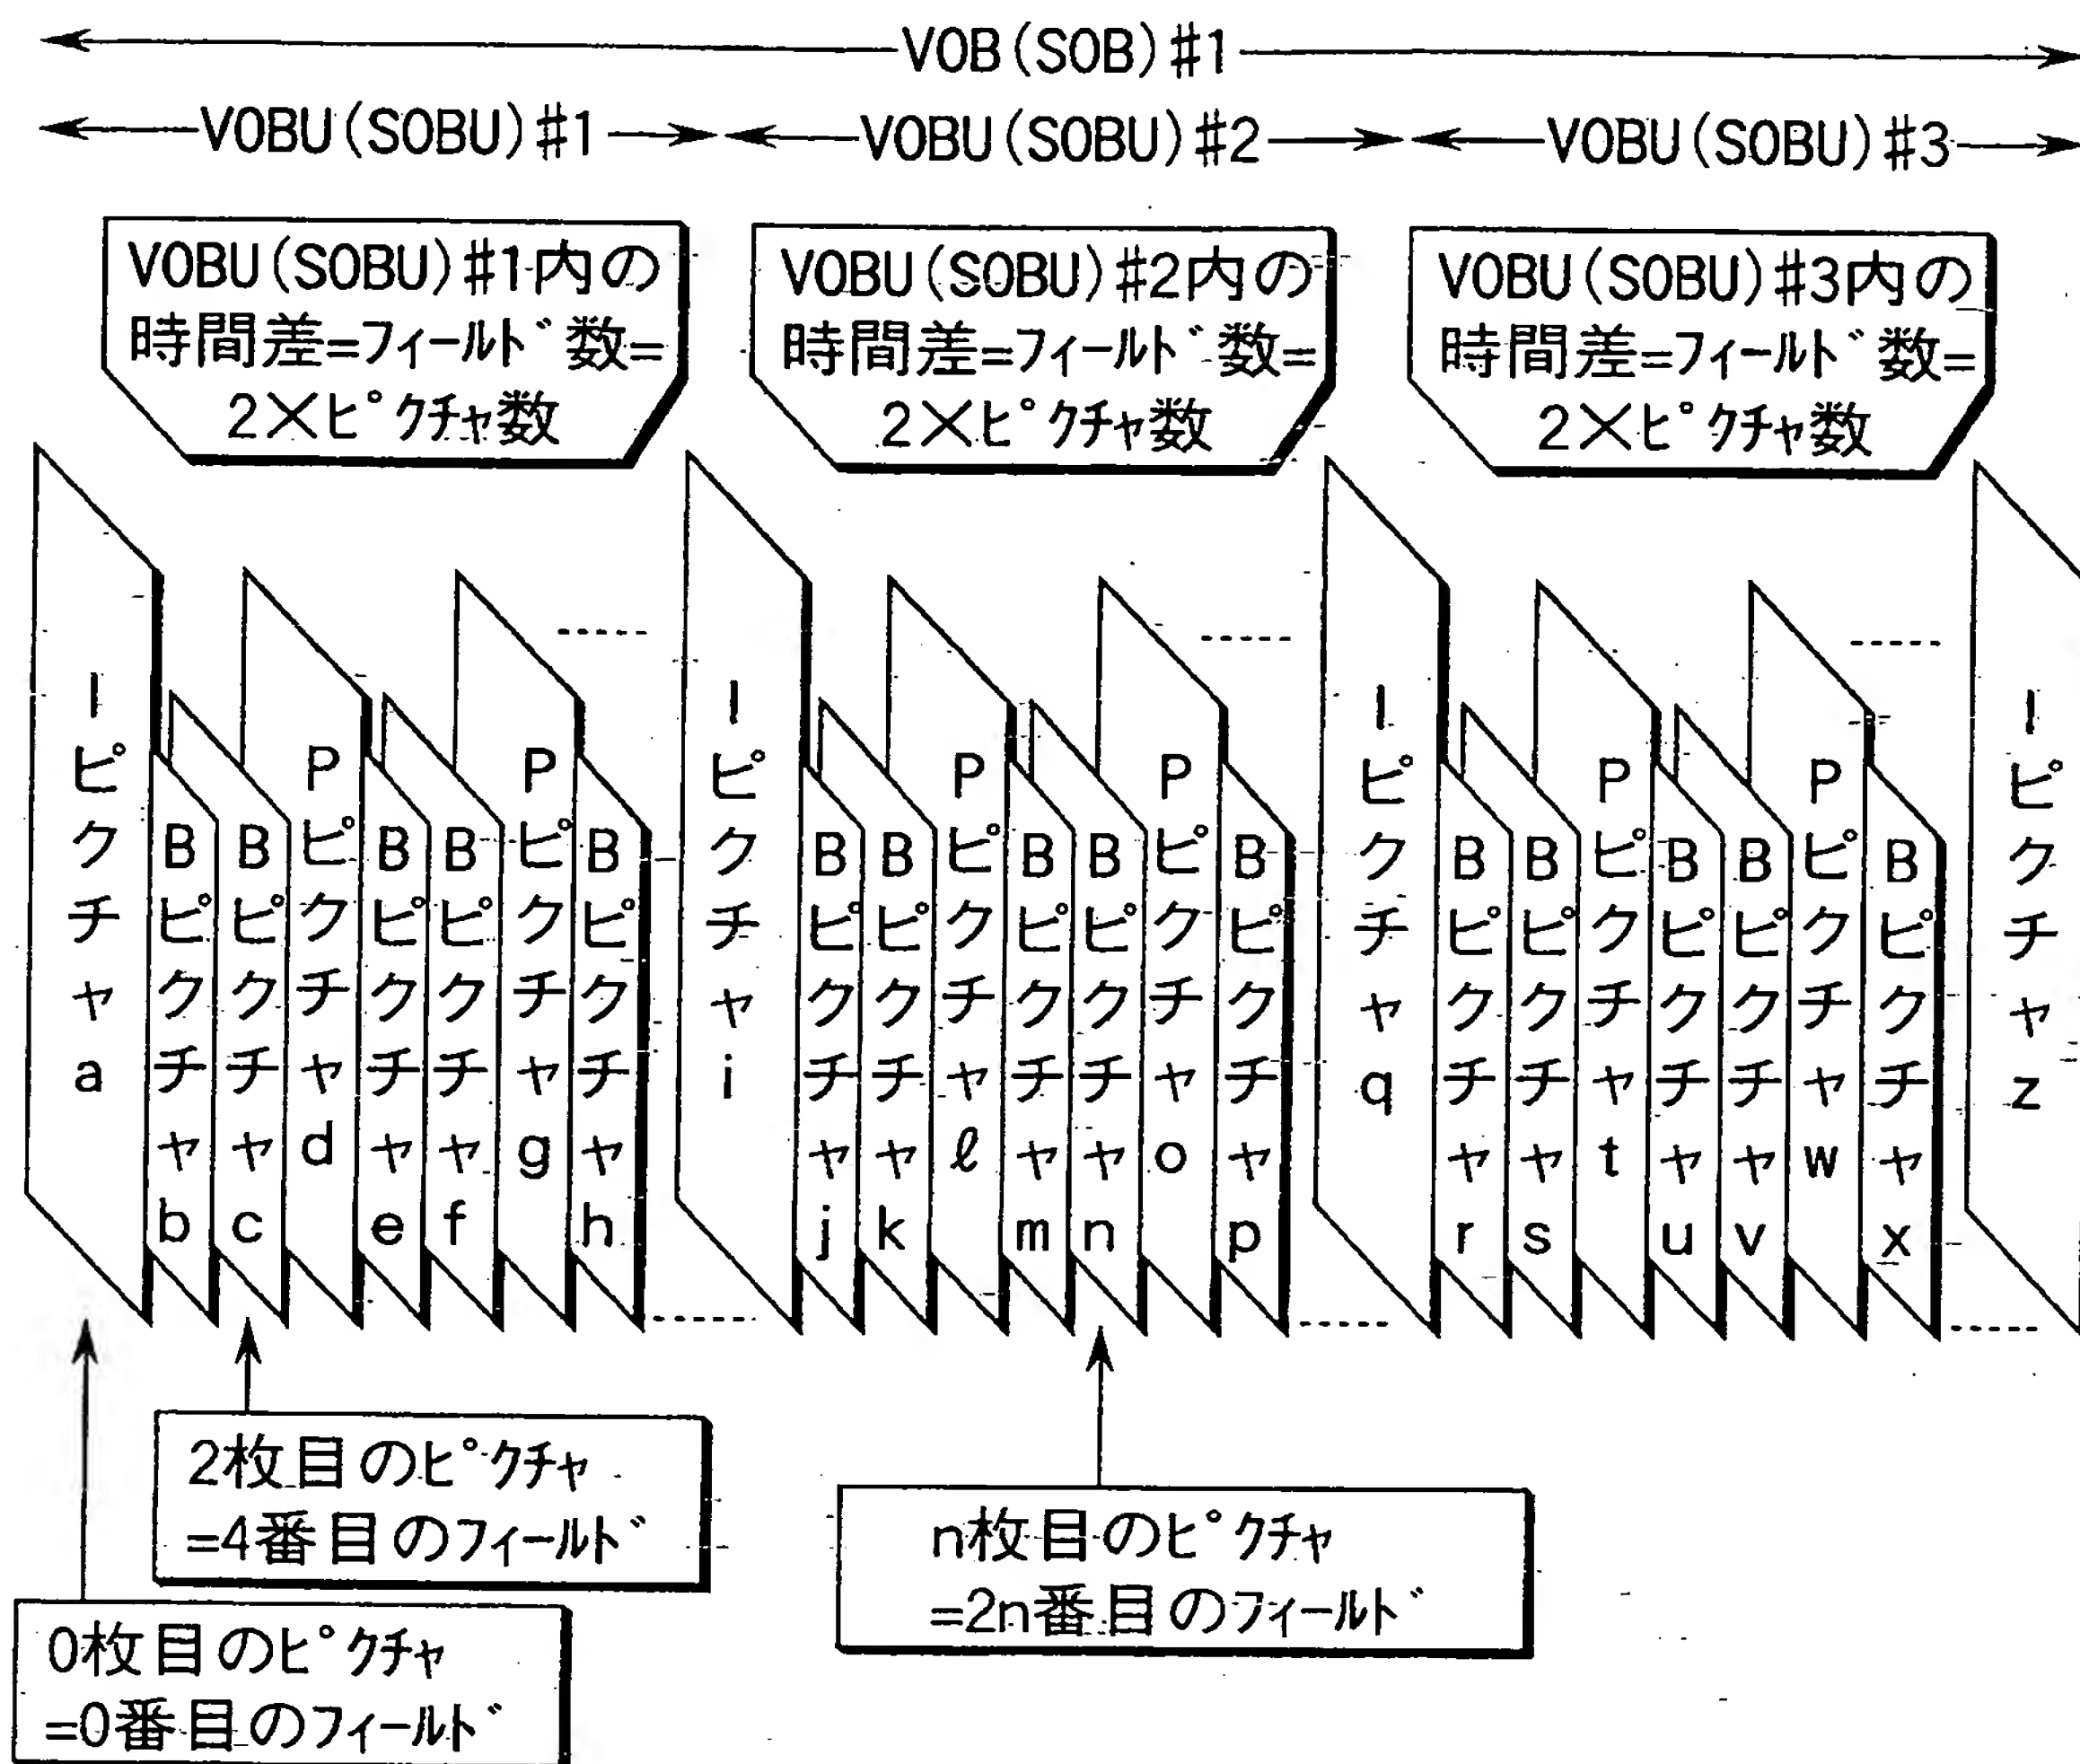 VOB(SOB)#1
VOBU(SOBU)#1
VOBU(SOBU)#2
VOBU(SOBU)#3
VOBU(SOBU)#1内の
時間差=フィールド数=
2×ピクチャ数
VOBU(SOBU)#2内の
時間差=フィールド数=
2×ピクチャ数
VOBU(SOBU)#3内の
時間差=フィールド数=
2×ピクチャ数
Iピクチャa
Bピクチャb
Bピクチャc
Pピクチャd
Bピクチャe
Bピクチャf
Pピクチャg
Bピクチャh
Iピクチャi
Bピクチャj
Bピクチャk
Pピクチャℓ
Bピクチャm
Bピクチャn
Pピクチャo
Bピクチャp
Iピクチャq
Bピクチャr
Bピクチャs
Pピクチャt
Bピクチャu
Bピクチャv
Pピクチャw
Bピクチャx
Iピクチャz
2枚目のピクチャ
=4番目のフィールド
n枚目のピクチャ
=2n番目のフィールド
0枚目のピクチャ
=0番目のフィールド